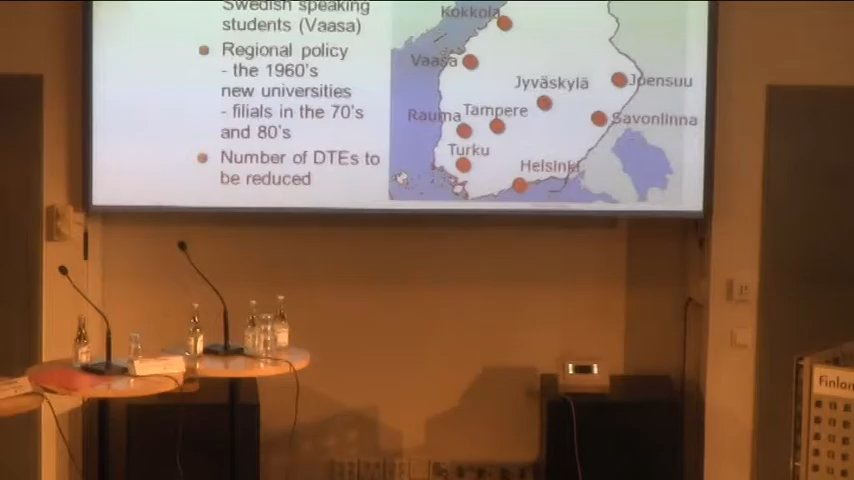 Swedish speaking
students (Vaasa)
Regional policy
- the 1960's
new universities
- filials in the 70's
and 80's
Number of DTEs to
be reduced
Kokkola
Vaasa
Jyväskylä
Joensuu
Rauma
Tampere
Savonlinna
Turku
Helsinki
Finlon